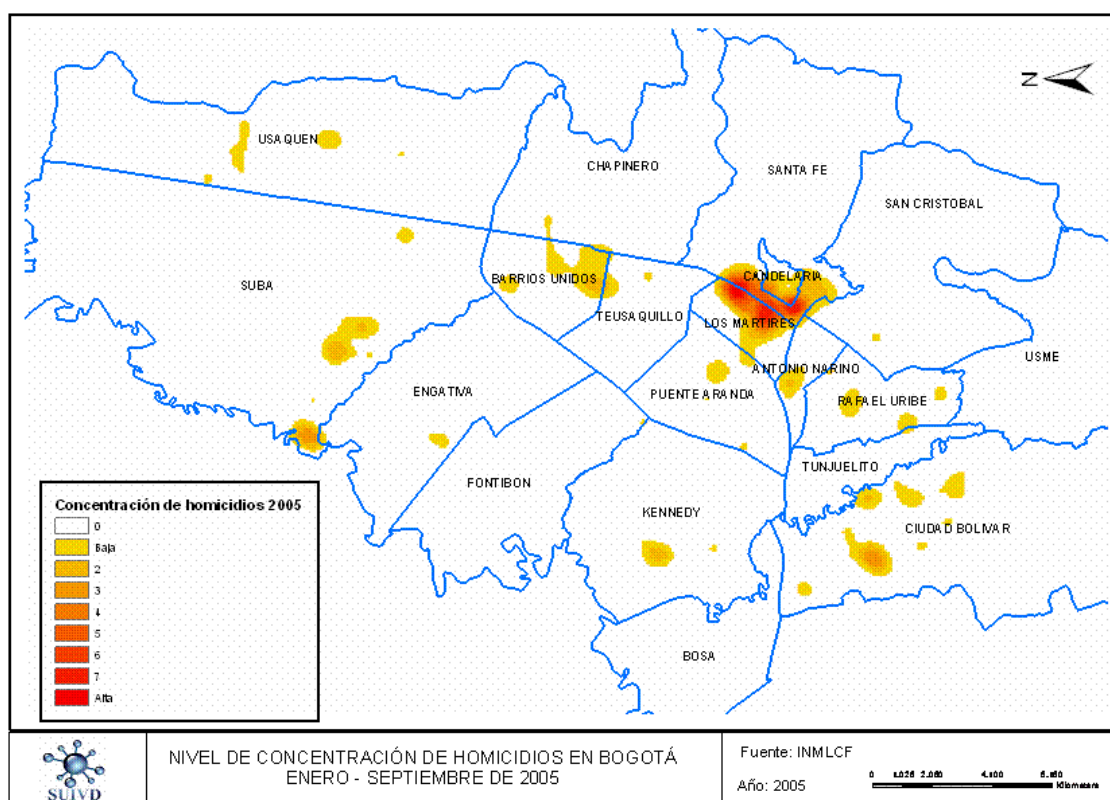 N
USAQUEN
CHAPINERO
SANTA FE
SAN CRISTOBAL
SUBA
BARRIOS UNIDOS
CANDELARIA
TEUSAQUILLO
LOS MARTIRES
USME
ENGATIVA
PUENTE ARANDA
ANTONIO NARINO
RAFAEL URIBE
FONTIBON
TUNJUELITO
KENNEDY
CIUDAD BOLIVAR
BOSA
Concentración de homicidios 2005
0
Baja
2
3
4
5
6
7
Alta
SUIVD
NIVEL DE CONCENTRACIÓN DE HOMICIDIOS EN BOGOTÁ
ENERO - SEPTIEMBRE DE 2005
Fuente: INMLCF
Año: 2005
0
Kilometers